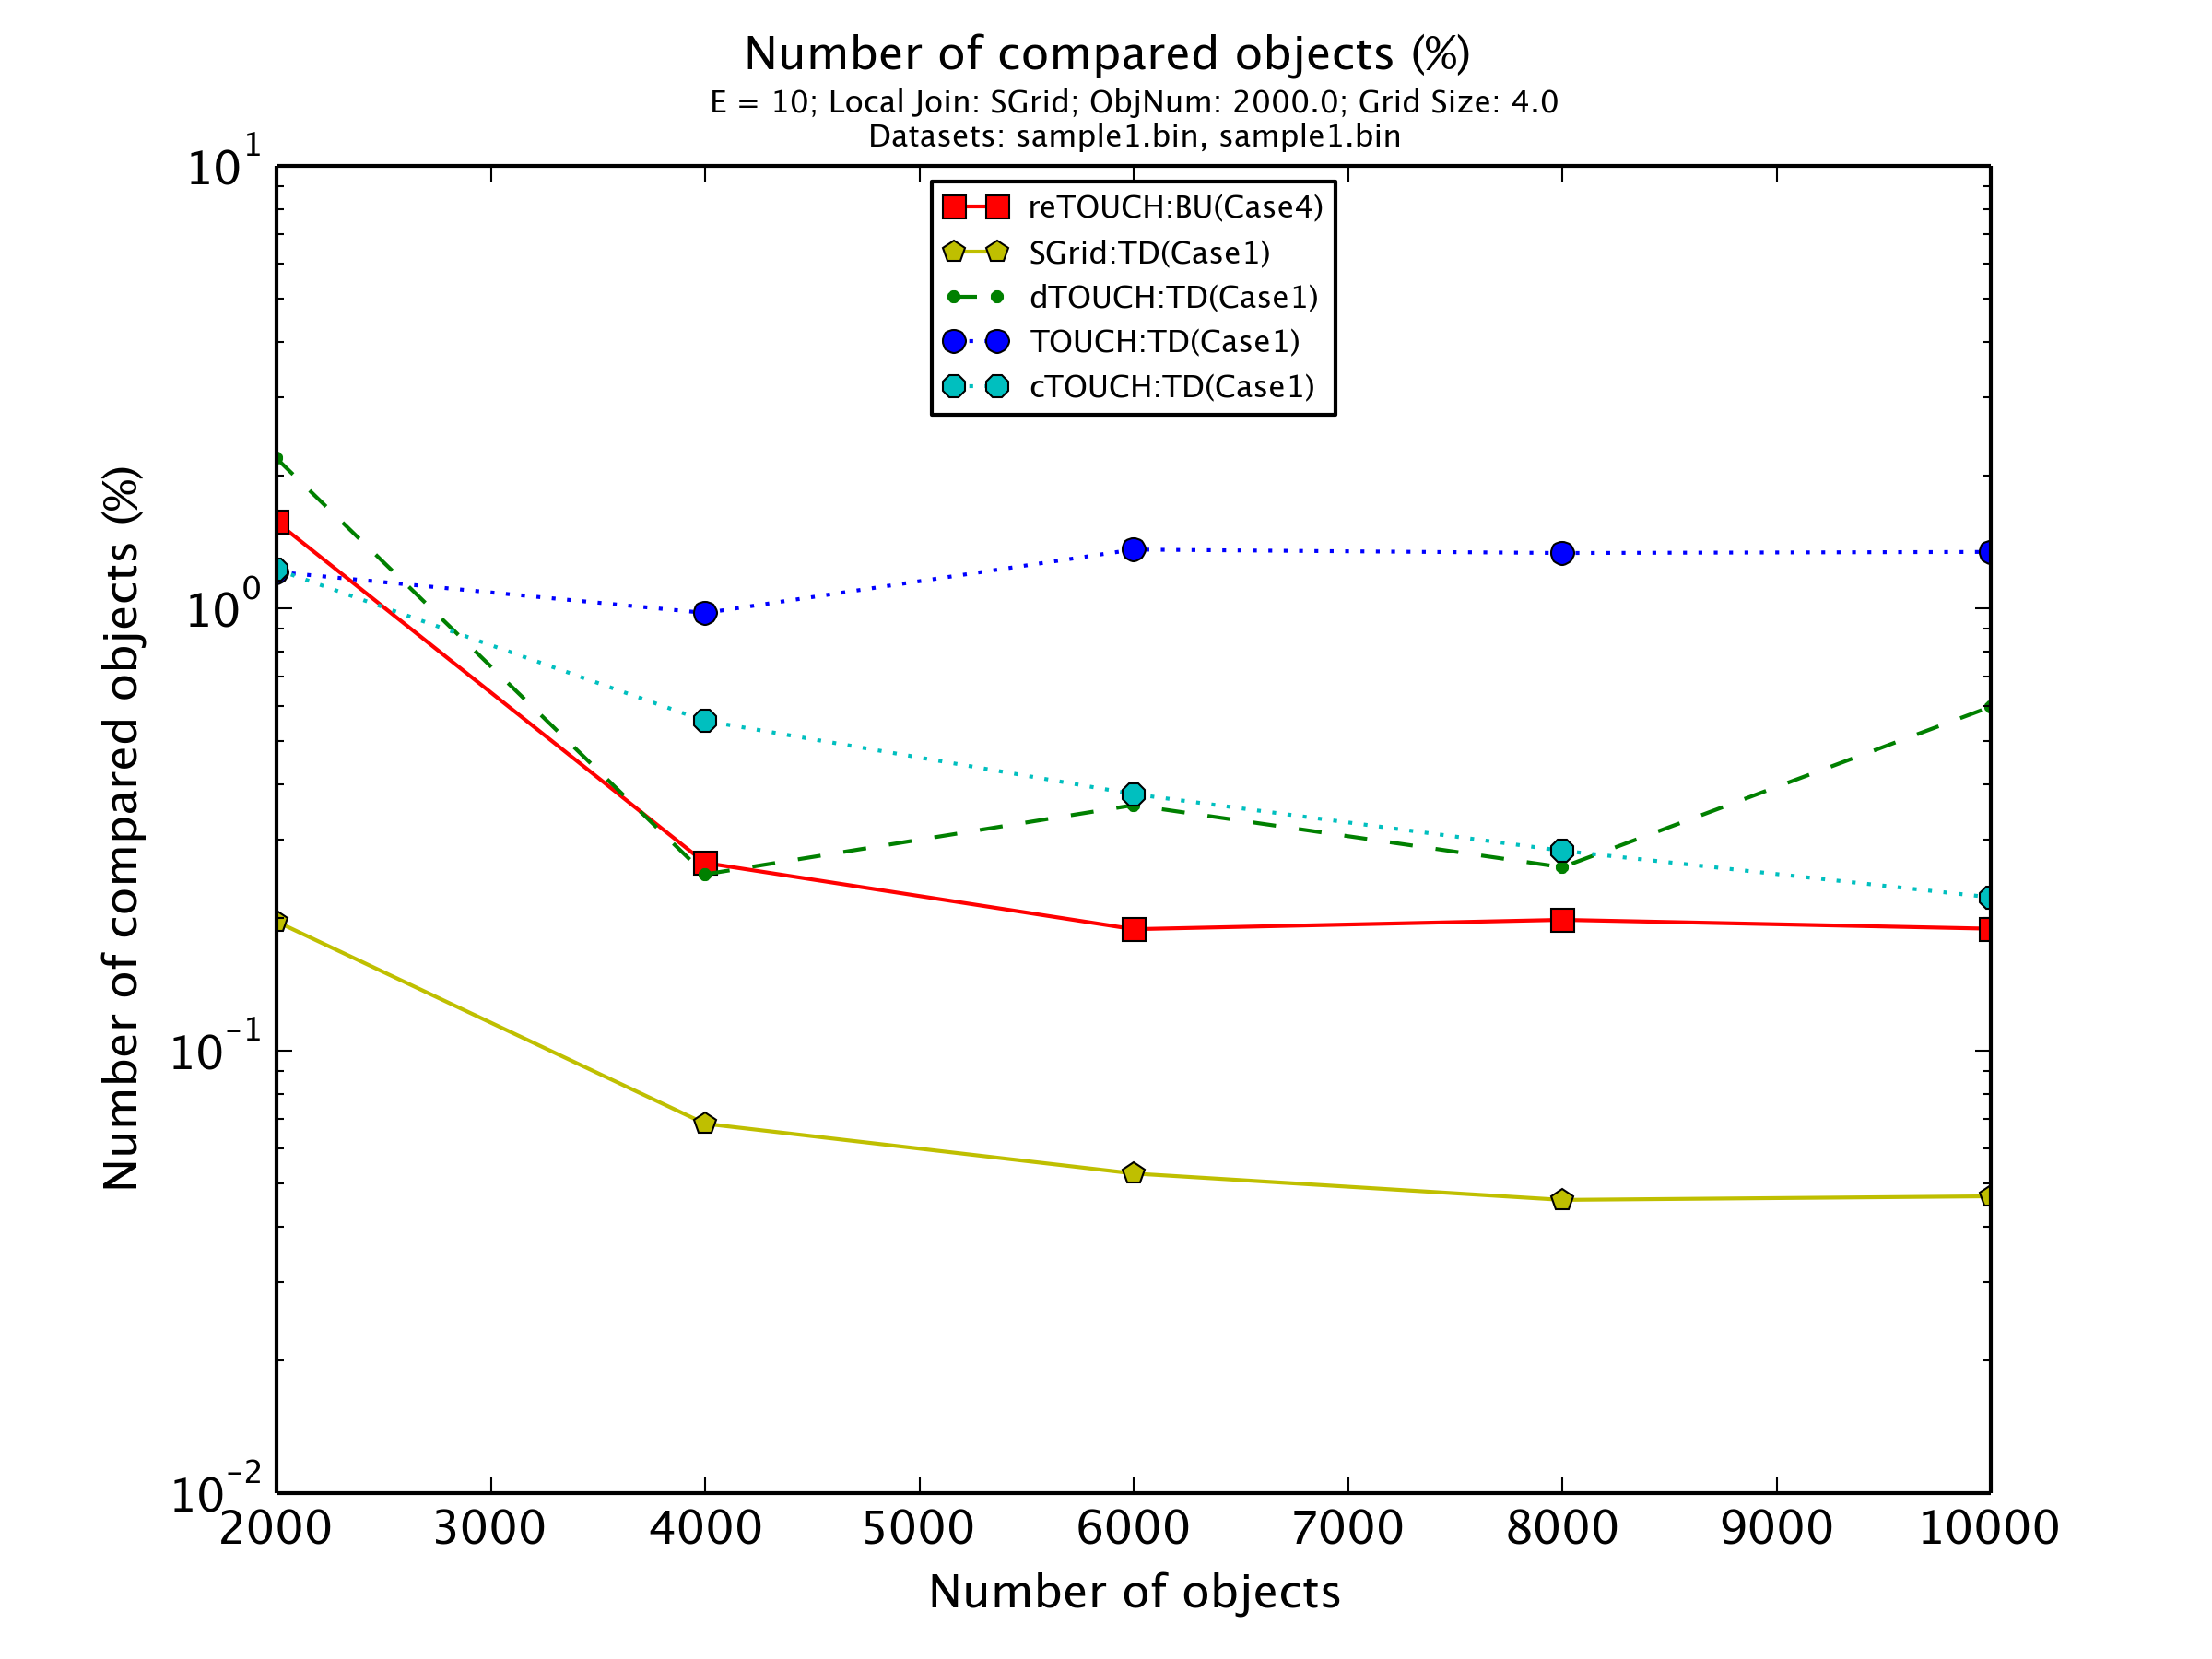 Number of compared objects (%)
E = 10; Local Join: SGrid; ObjNum: 2000.0; Grid Size: 4.0
Datasets: sample1.bin, sample1.bin
reTOUCH:BU(Case4)
SGrid:TD(Case1)
dTOUCH:TD(Case1)
TOUCH:TD(Case1)
cTOUCH:TD(Case1)
Number of compared objects (%)
10^1
10^0
10^-1
10^-2
2000 3000 4000 5000 6000 7000 8000 9000 10000
Number of objects